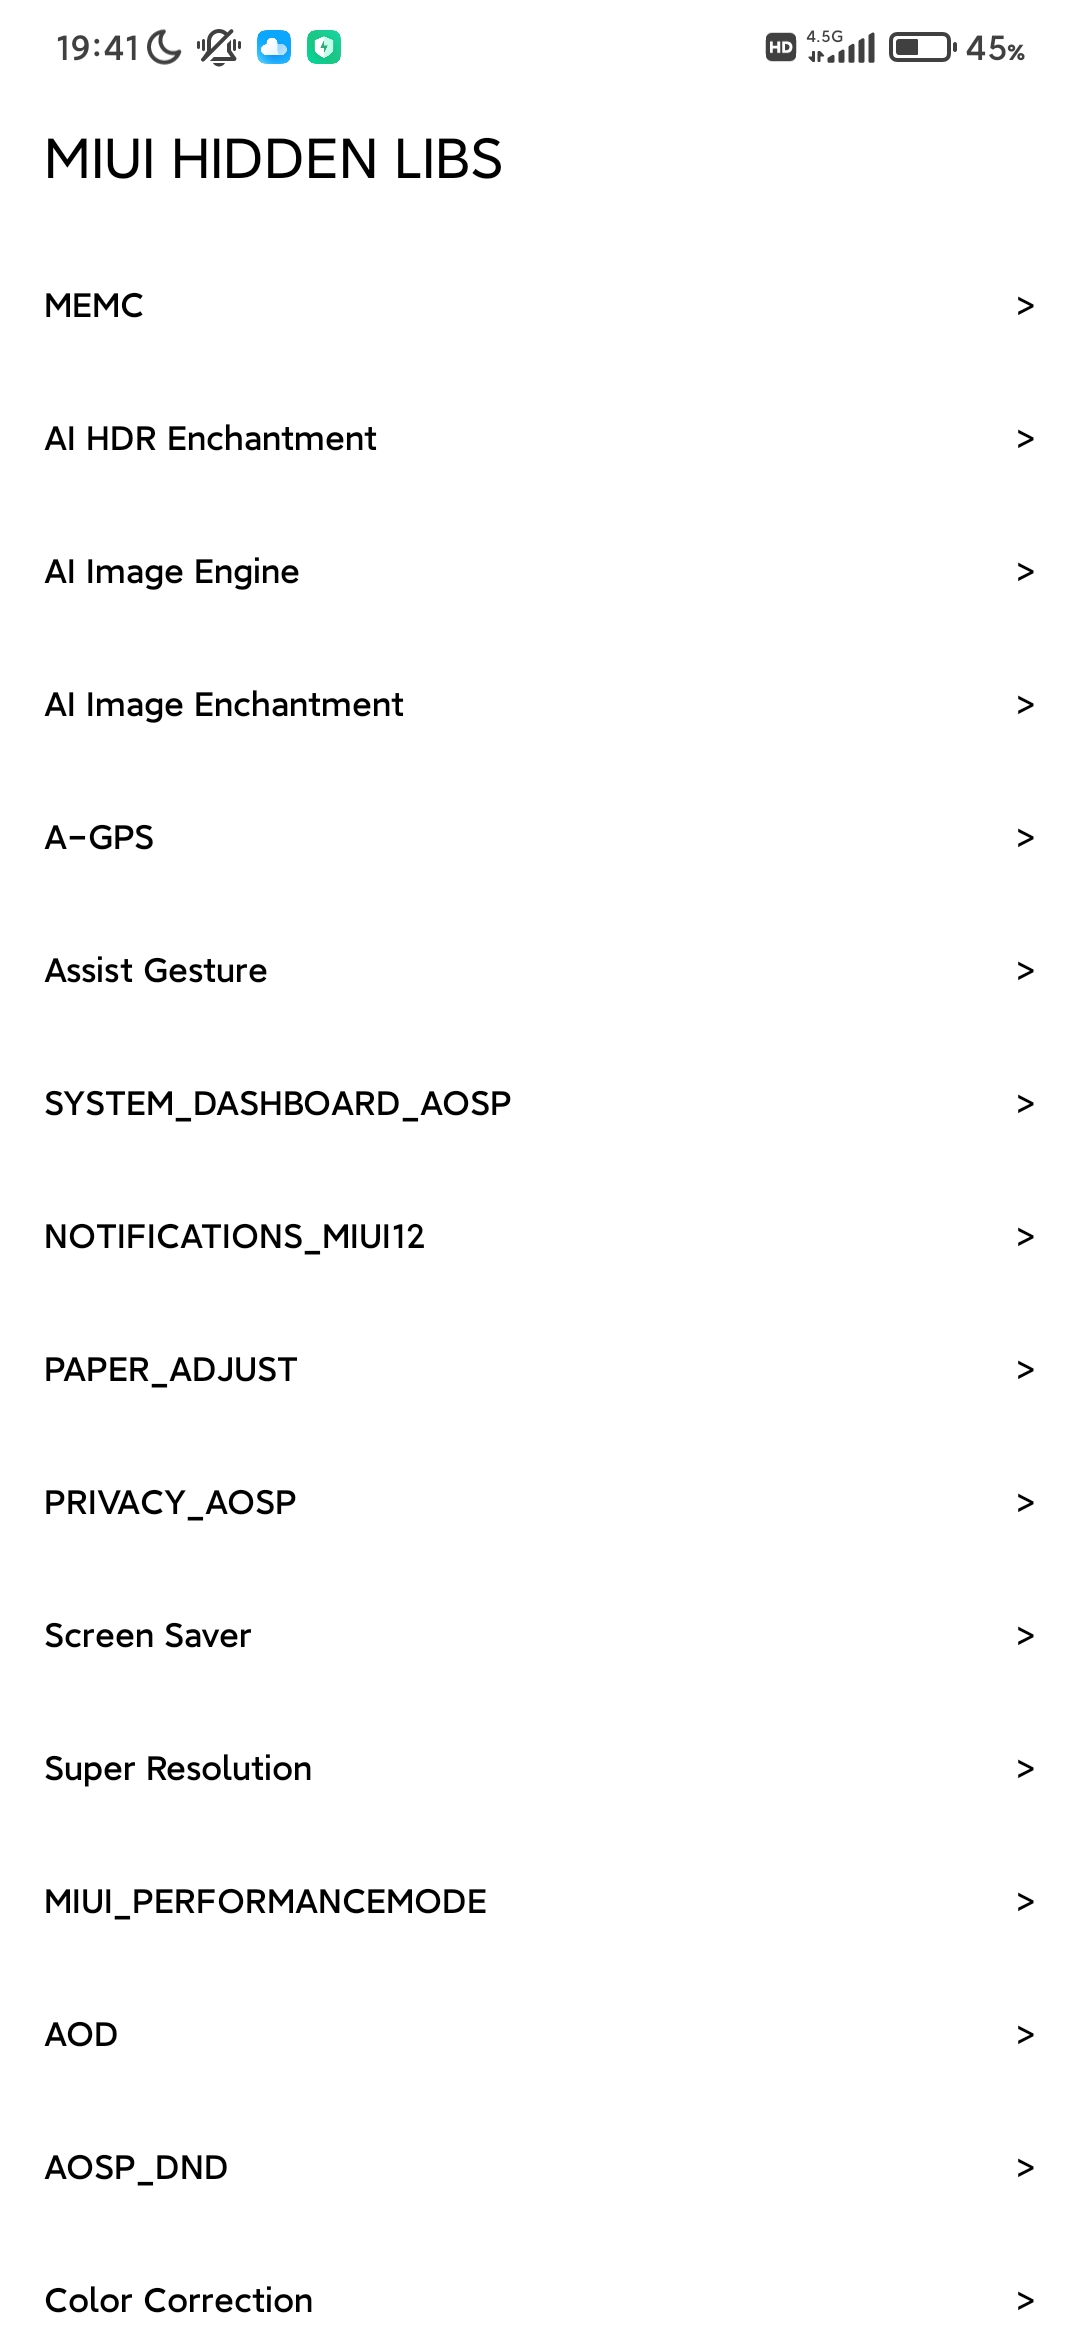 19:41 HD 4.5G 45%
MIUI HIDDEN LIBS
MEMC >
AI HDR Enchantment >
AI Image Engine >
AI Image Enchantment >
A-GPS >
Assist Gesture >
SYSTEM_DASHBOARD_AOSP >
NOTIFICATIONS_MIUI12 >
PAPER_ADJUST >
PRIVACY_AOSP >
Screen Saver >
Super Resolution >
MIUI_PERFORMANCEMODE >
AOD >
AOSP_DND >
Color Correction >